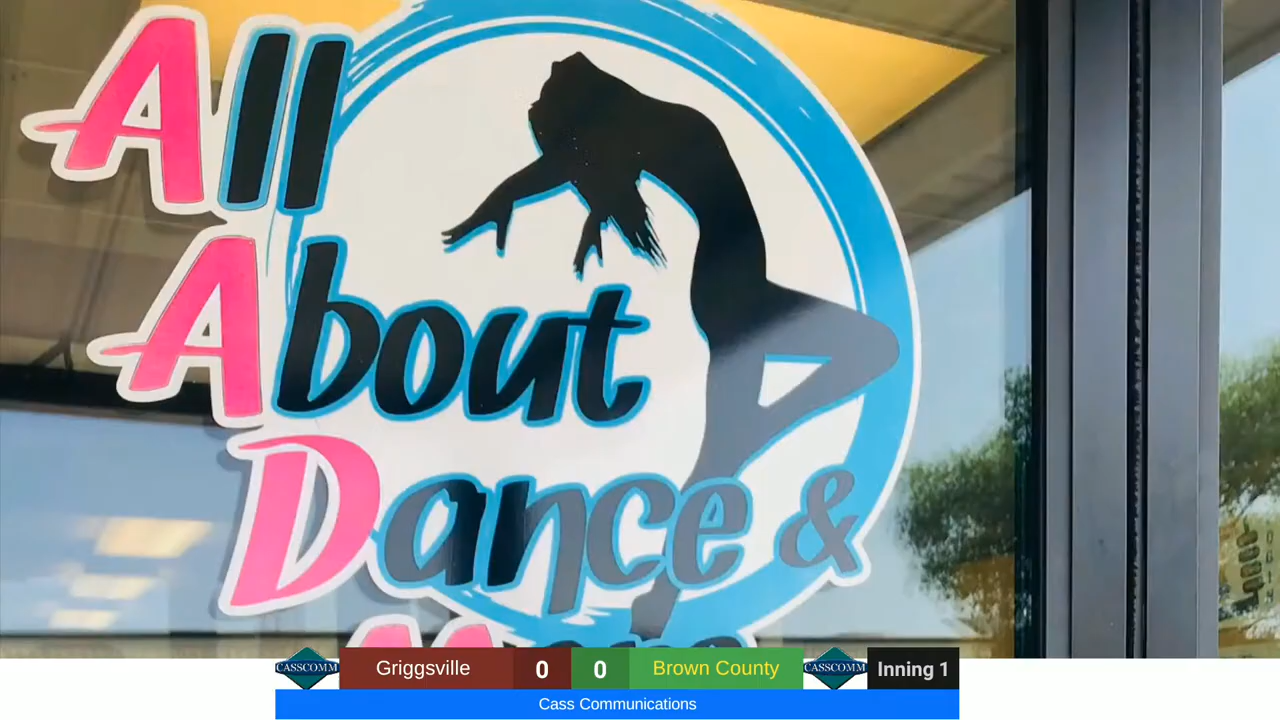 All
About
Dance &
CASSCOMM Griggsville 0 0 Brown County CASSCOMM Inning 1
Cass Communications